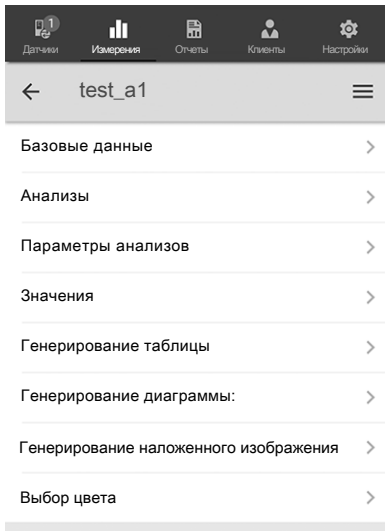 1
Датчики Измерения Отчеты Клиенты Настройки
test_a1
Базовые данные
Анализы
Параметры анализов
Значения
Генерирование таблицы
Генерирование диаграммы:
Генерирование наложенного изображения
Выбор цвета